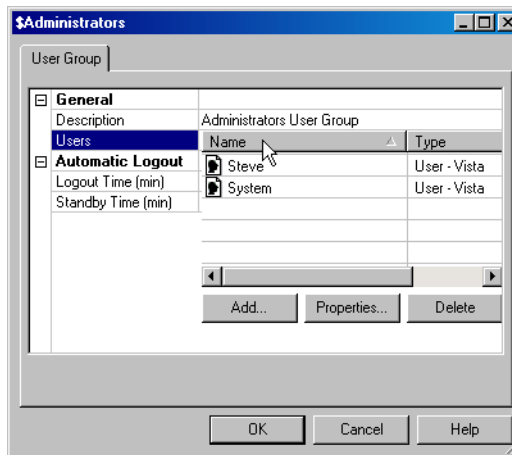 $Administrators
User Group
General
Description Administrators User Group
Users Name Type
Automatic Logout Steve User - Vista
Logout Time (min) System User - Vista
Standby Time (min)
Add... Properties... Delete
OK Cancel Help